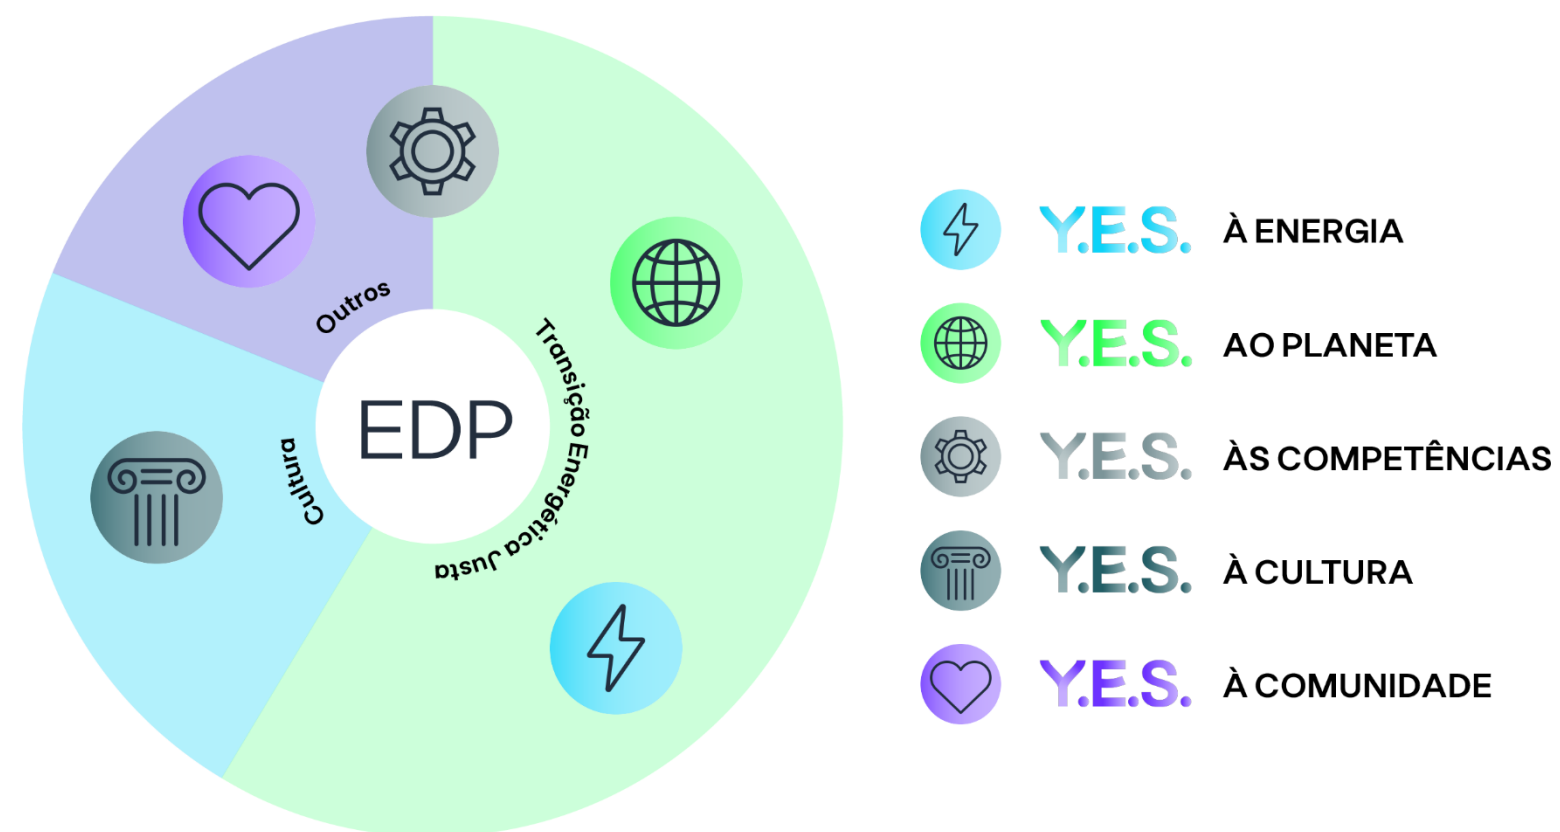 Outros
Transição Energética Justa
Cultura
EDP
Y.E.S. À ENERGIA
Y.E.S. AO PLANETA
Y.E.S. ÀS COMPETÊNCIAS
Y.E.S. À CULTURA
Y.E.S. À COMUNIDADE